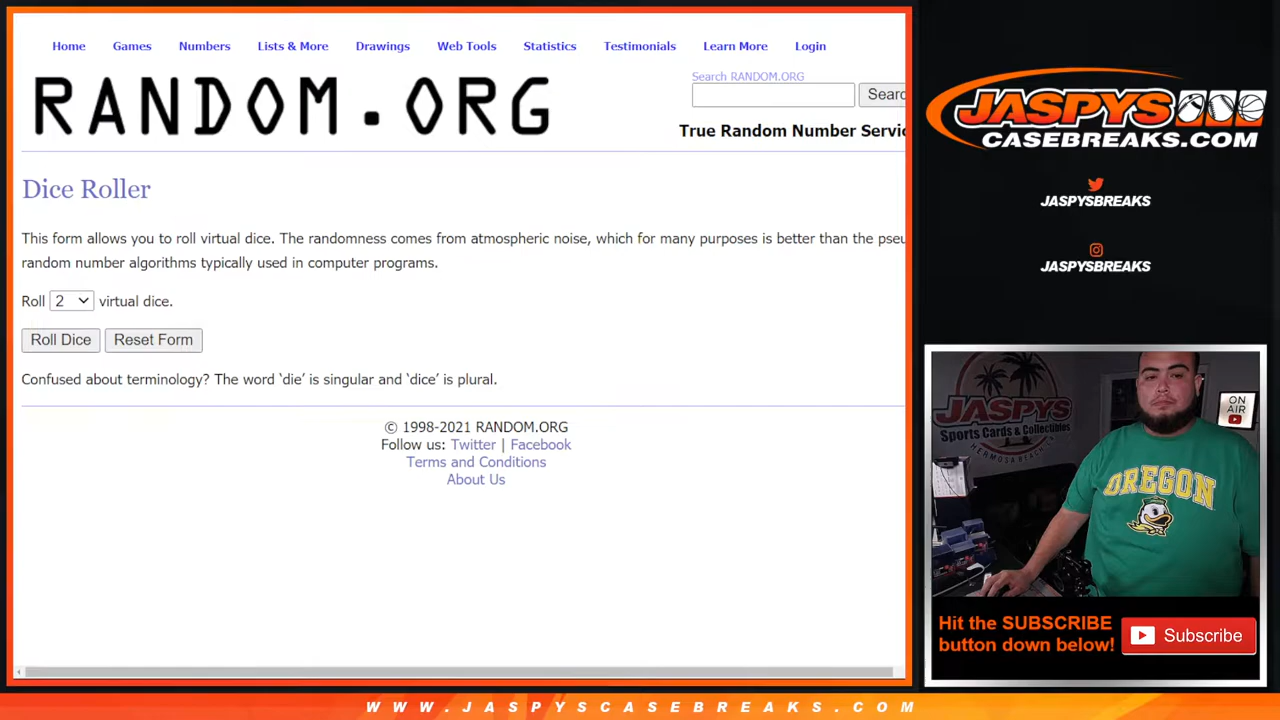 Home Games Numbers Lists & More Drawings Web Tools Statistics Testimonials Learn More Login
RANDOM.ORG
Search RANDOM.ORG
Searc
True Random Number Servic
Dice Roller
This form allows you to roll virtual dice. The randomness comes from atmospheric noise, which for many purposes is better than the pseu
random number algorithms typically used in computer programs.
Roll 2 virtual dice.
Roll Dice Reset Form
Confused about terminology? The word ‘die’ is singular and ‘dice’ is plural.
© 1998-2021 RANDOM.ORG
Follow us: Twitter | Facebook
Terms and Conditions
About Us
JASPYS
CASEBREAKS.COM
JASPYSBREAKS
JASPYSBREAKS
JASPYS
Sports Cards & Collectibles
HERMOSA BEACH, CA
ON
AIR
OREGON
Hit the SUBSCRIBE
button down below!
Subscribe
WWW.JASPYSCASEBREAKS.COM